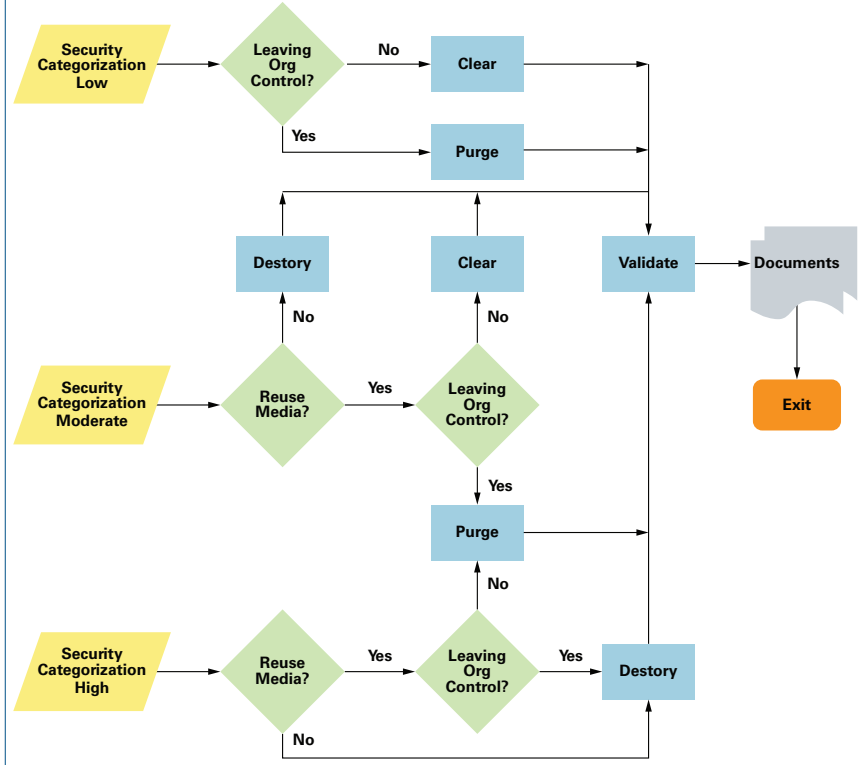 Security
Categorization
Low
Leaving
Org
Control?
No
Clear
Yes
Purge
Destory
Clear
Validate
Documents
No
No
Security
Categorization
Moderate
Reuse
Media?
Yes
Leaving
Org
Control?
Exit
Yes
Purge
No
Security
Categorization
High
Reuse
Media?
Yes
Leaving
Org
Control?
Yes
Destory
No